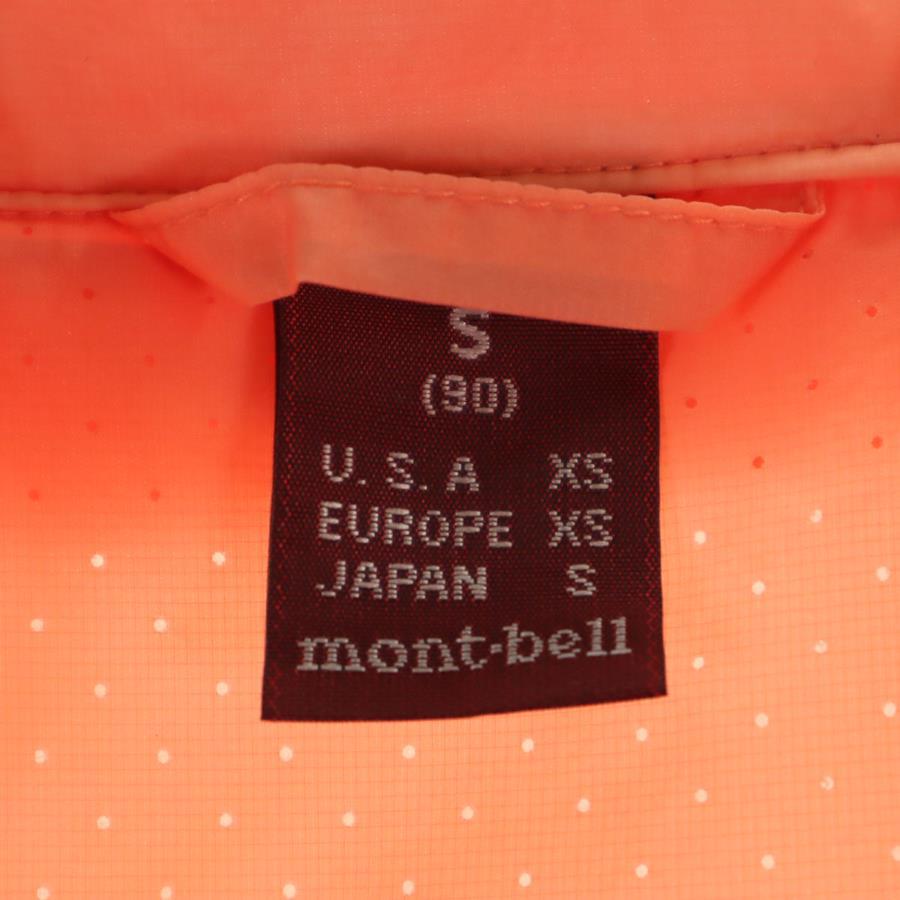 S
(90)
U.S.A XS
EUROPE XS
JAPAN S
mont-bell